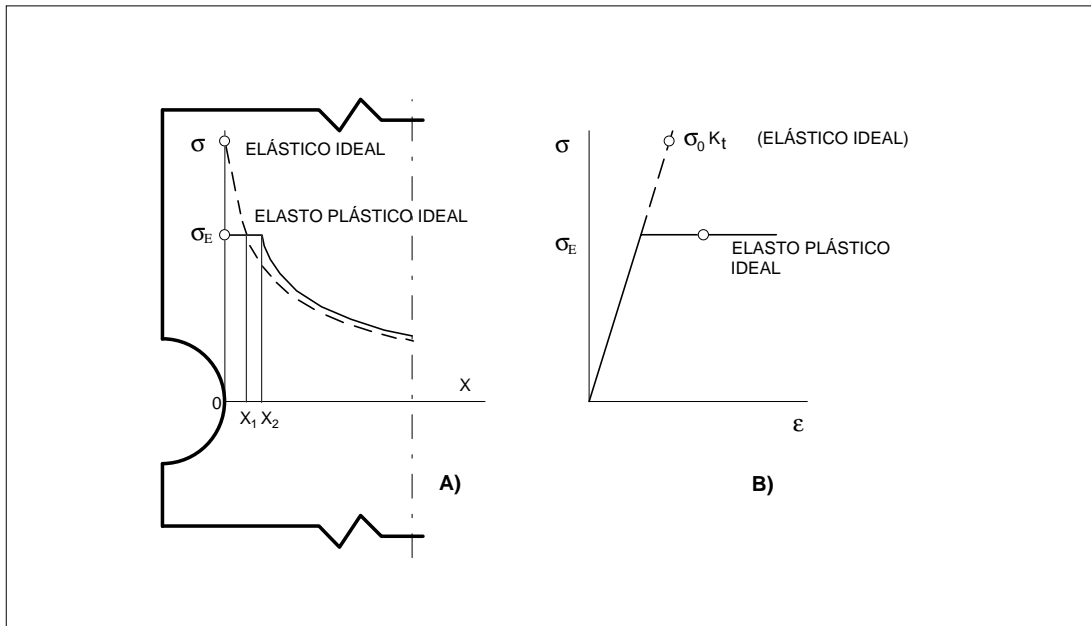 σ
ELÁSTICO IDEAL
ELASTO PLÁSTICO IDEAL
σE
0
X1 X2
X
A)
σ
σ0 Kt (ELÁSTICO IDEAL)
σE
ELASTO PLÁSTICO
IDEAL
ε
B)